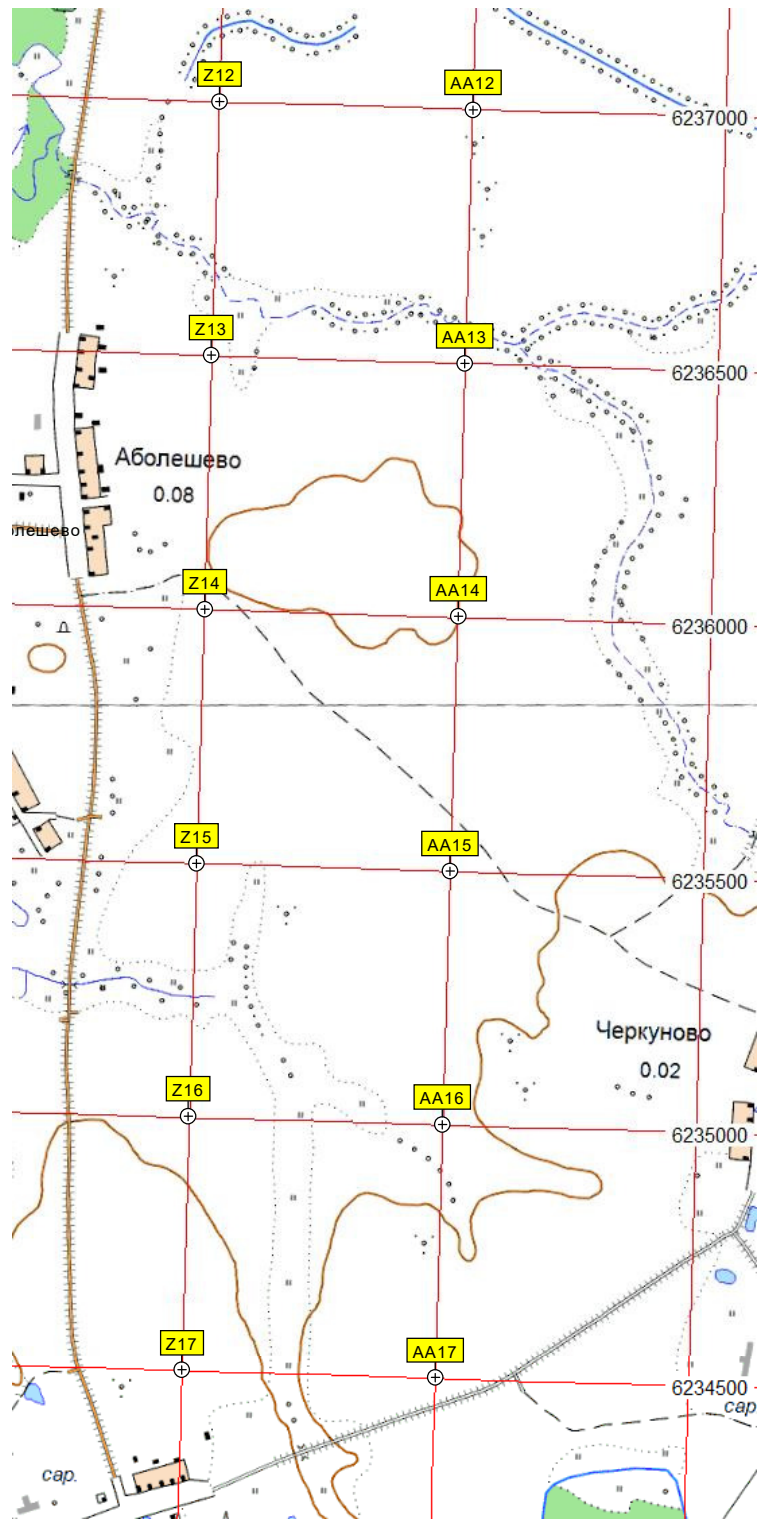 Z12
AA12
6237000
Z13
AA13
6236500
Аболешево
0.08
олешево
Z14
AA14
6236000
Z15
AA15
6235500
Черкуново
0.02
Z16
AA16
6235000
Z17
AA17
6234500
сар
сар.